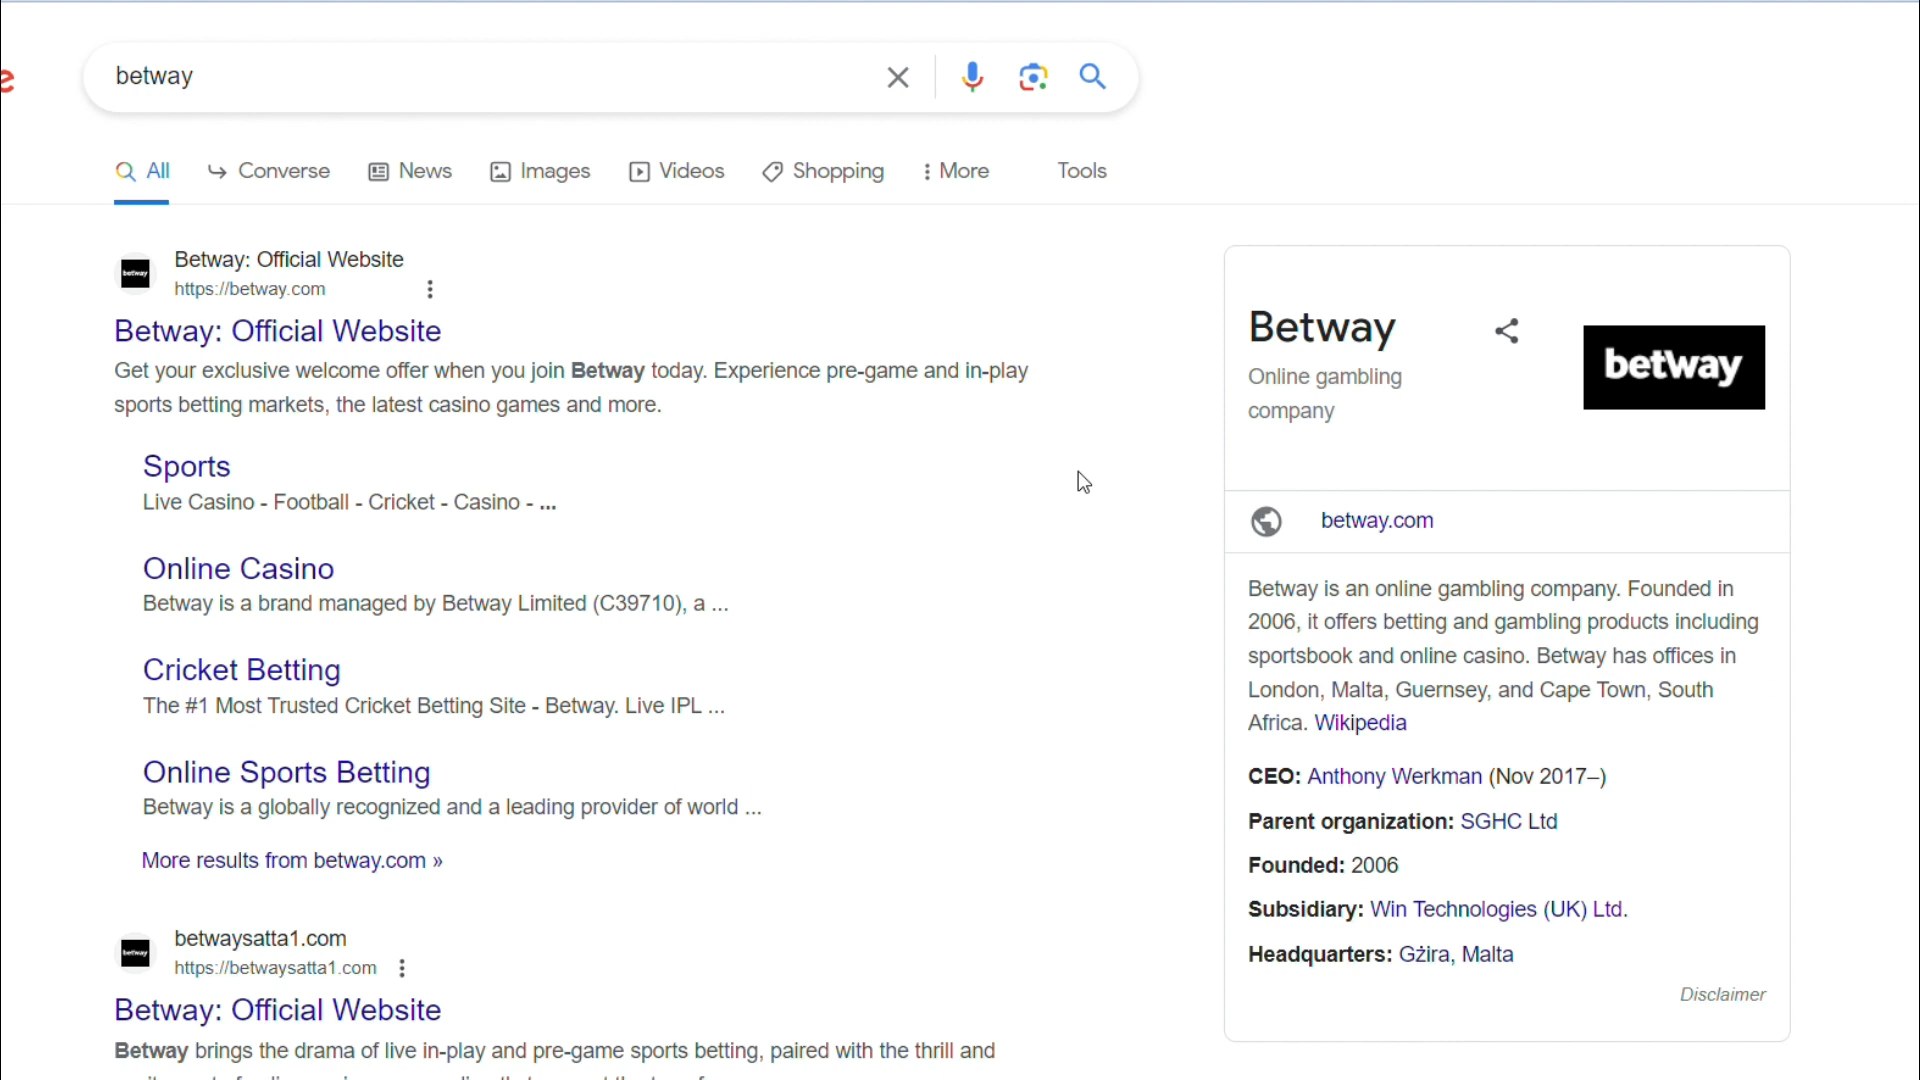 e
betway
All
Converse
News
Images
Videos
Shopping
More
Tools
betway
Betway: Official Website
https://betway.com
Betway: Official Website
Get your exclusive welcome offer when you join Betway today. Experience pre-game and in-play
sports betting markets, the latest casino games and more.
Sports
Live Casino - Football - Cricket - Casino - ...
Online Casino
Betway is a brand managed by Betway Limited (C39710), a ...
Cricket Betting
The #1 Most Trusted Cricket Betting Site - Betway. Live IPL ...
Online Sports Betting
Betway is a globally recognized and a leading provider of world ...
More results from betway.com »
betway
betwaysatta1.com
https://betwaysatta1.com
Betway: Official Website
Betway brings the drama of live in-play and pre-game sports betting, paired with the thrill and
Betway
betway
Online gambling
company
betway.com
Betway is an online gambling company. Founded in
2006, it offers betting and gambling products including
sportsbook and online casino. Betway has offices in
London, Malta, Guernsey, and Cape Town, South
Africa. Wikipedia
CEO: Anthony Werkman (Nov 2017–)
Parent organization: SGHC Ltd
Founded: 2006
Subsidiary: Win Technologies (UK) Ltd.
Headquarters: Gżira, Malta
Disclaimer